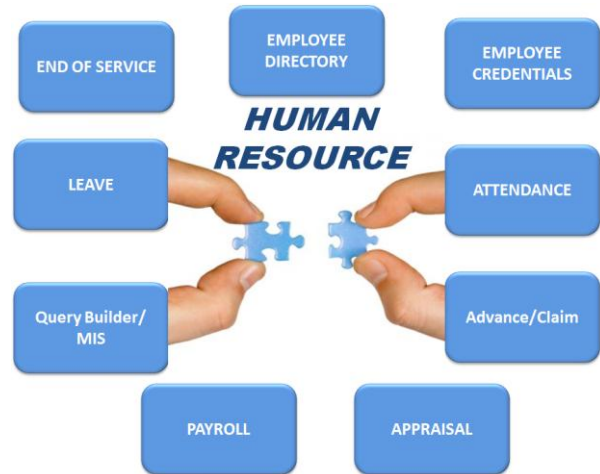 EMPLOYEE
DIRECTORY
END OF SERVICE
EMPLOYEE
CREDENTIALS
HUMAN
RESOURCE
LEAVE
ATTENDANCE
Query Builder/
MIS
Advance/Claim
PAYROLL
APPRAISAL